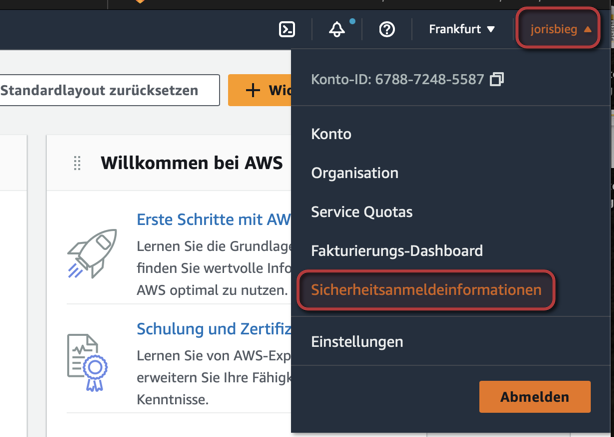 Frankfurt
jorisbieg
Standardlayout zurücksetzen
+ Wi
Konto-ID: 6788-7248-5587
Konto
Organisation
Service Quotas
Fakturierungs-Dashboard
Sicherheitsanmeldeinformationen
Einstellungen
Abmelden
Willkommen bei AWS
Erste Schritte mit AW
Lernen Sie die Grundlage
finden Sie wertvolle Info
AWS optimal zu nutzen.
Schulung und Zertifiz
Lernen Sie von AWS-Exp
erweitern Sie Ihre Fähigk
Kenntnisse.